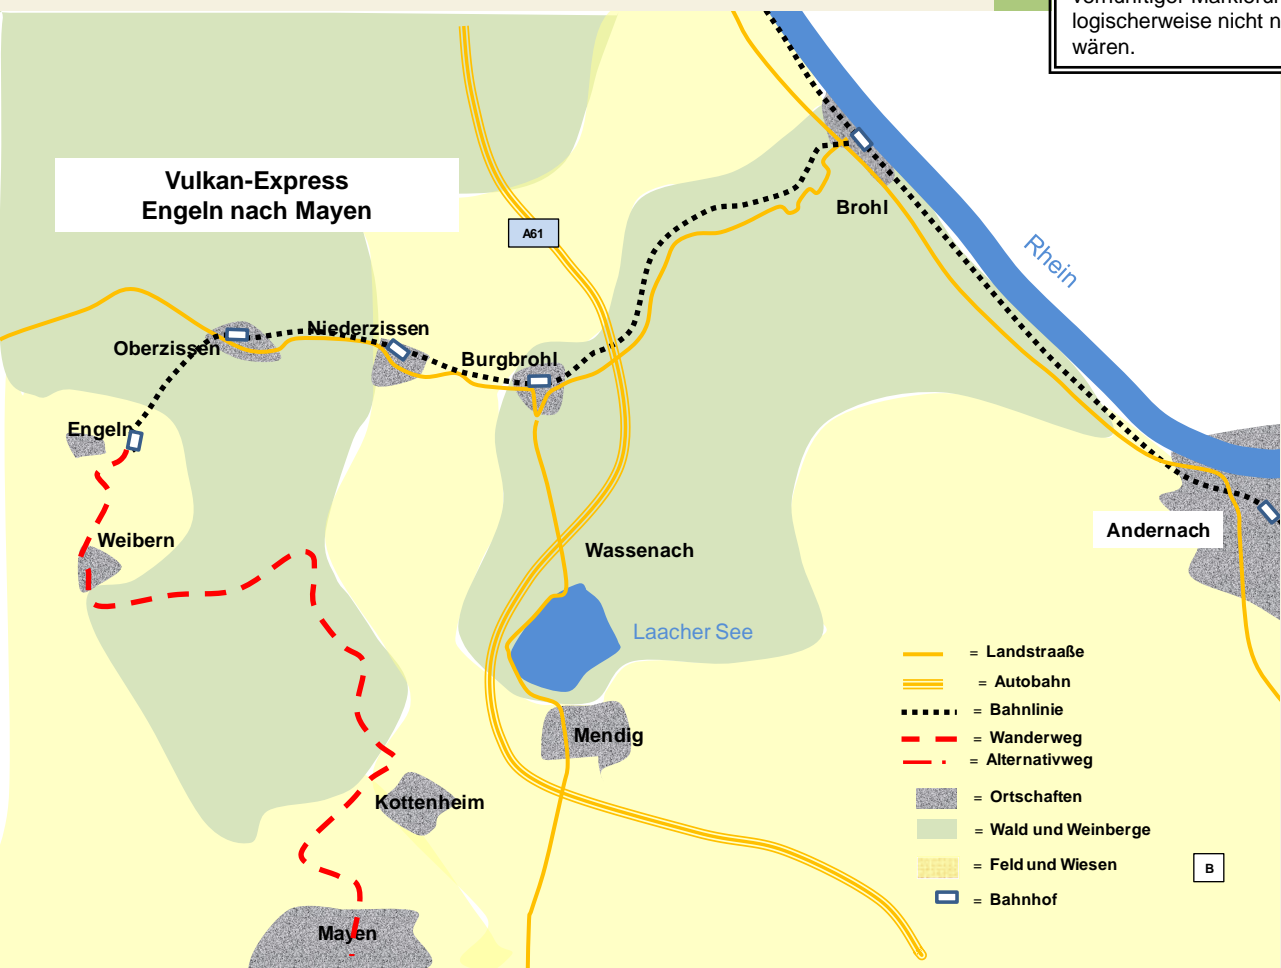 logischerweise nicht n
wären.
Vulkan-Express
Engeln nach Mayen
A61
Brohl
Rhein
Niederzissen
Oberzissen
Burgbrohl
Engeln
Weibern
Wassenach
Andernach
Laacher See
Mendig
Kottenheim
Mayen
= Landstraaße
= Autobahn
= Bahnlinie
= Wanderweg
= Alternativweg
= Ortschaften
= Wald und Weinberge
= Feld und Wiesen
B
= Bahnhof